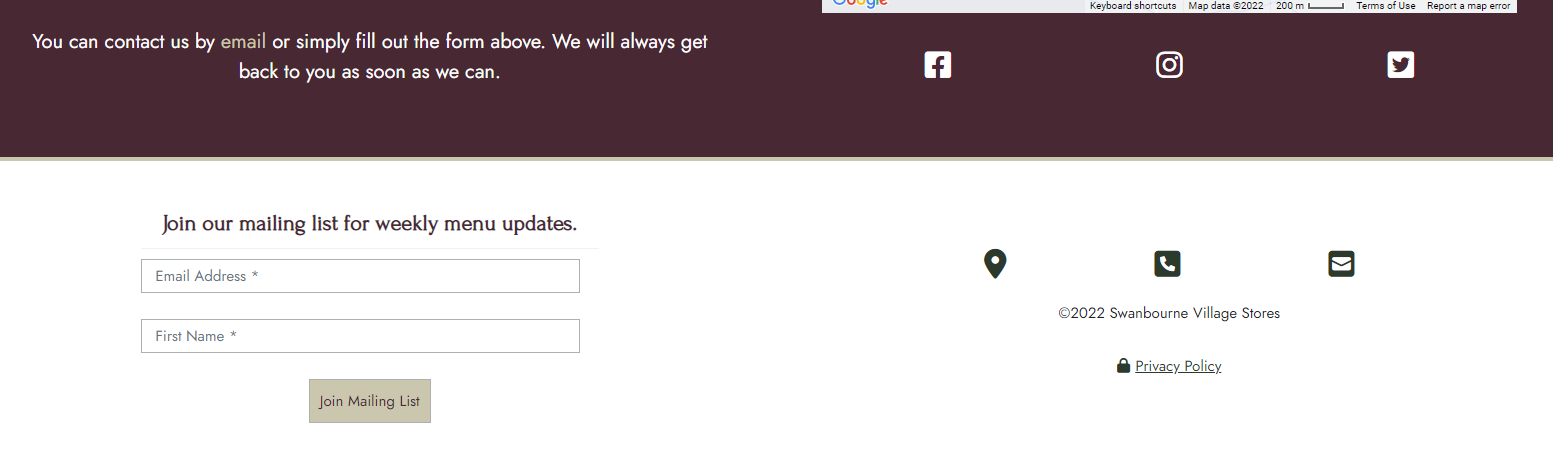 Google
Keyboard shortcuts Map data ©2022 200 m Terms of Use Report a map error
You can contact us by email or simply fill out the form above. We will always get
back to you as soon as we can.
Join our mailing list for weekly menu updates.
Email Address *
First Name *
Join Mailing List
©2022 Swanbourne Village Stores
Privacy Policy